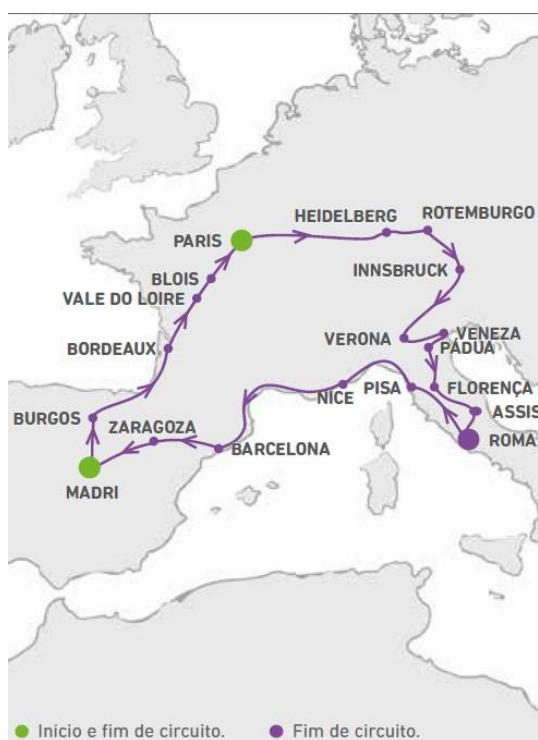 HEIDELBERG
ROTEMBURGO
PARIS
INNSBRUCK
BLOIS
VALE DO LOIRE
VERONA
VENEZA
PÁDUA
BORDEAUX
NICE
PISA
FLORENÇA
ASSIS
BURGOS
ZARAGOZA
BARCELONA
ROMA
MADRI
Início e fim de circuito.
Fim de circuito.